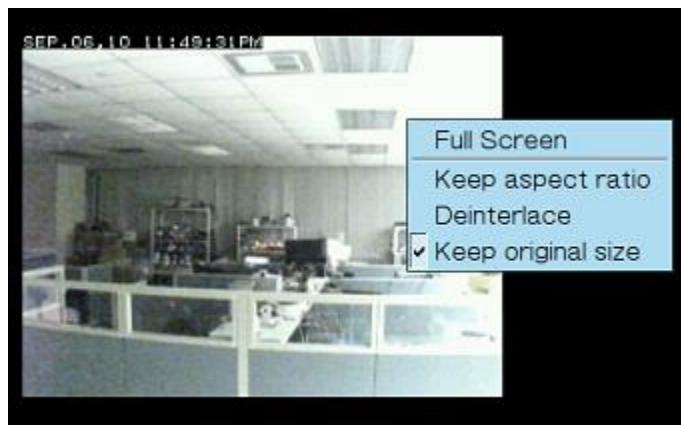 SEP.06,10 11:49:31PM
Full Screen
Keep aspect ratio
Deinterlace
Keep original size